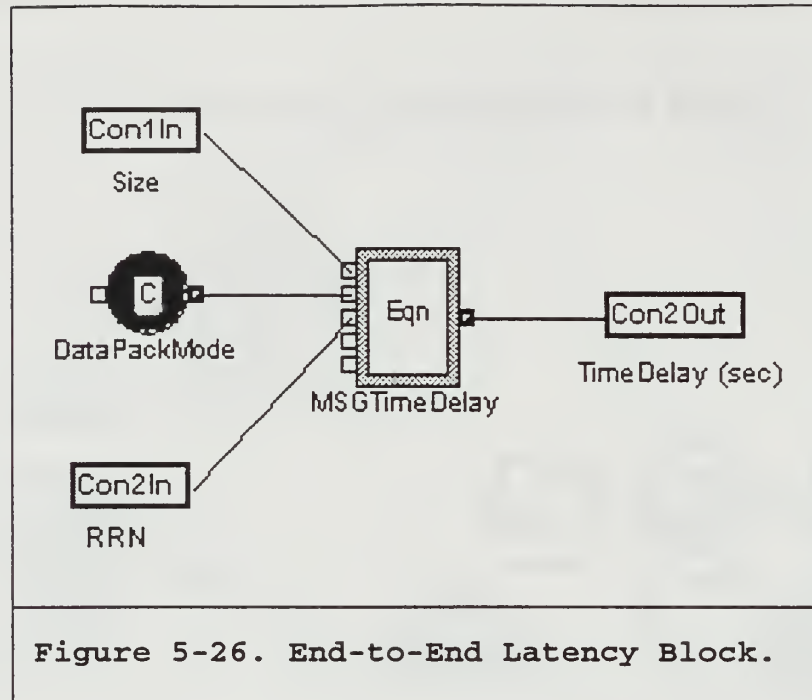 Con1In
Size
C
DataPackMode
Eqn
MSGTimeDelay
Con2Out
TimeDelay (sec)
Con2In
RRN
Figure 5-26. End-to-End Latency Block.